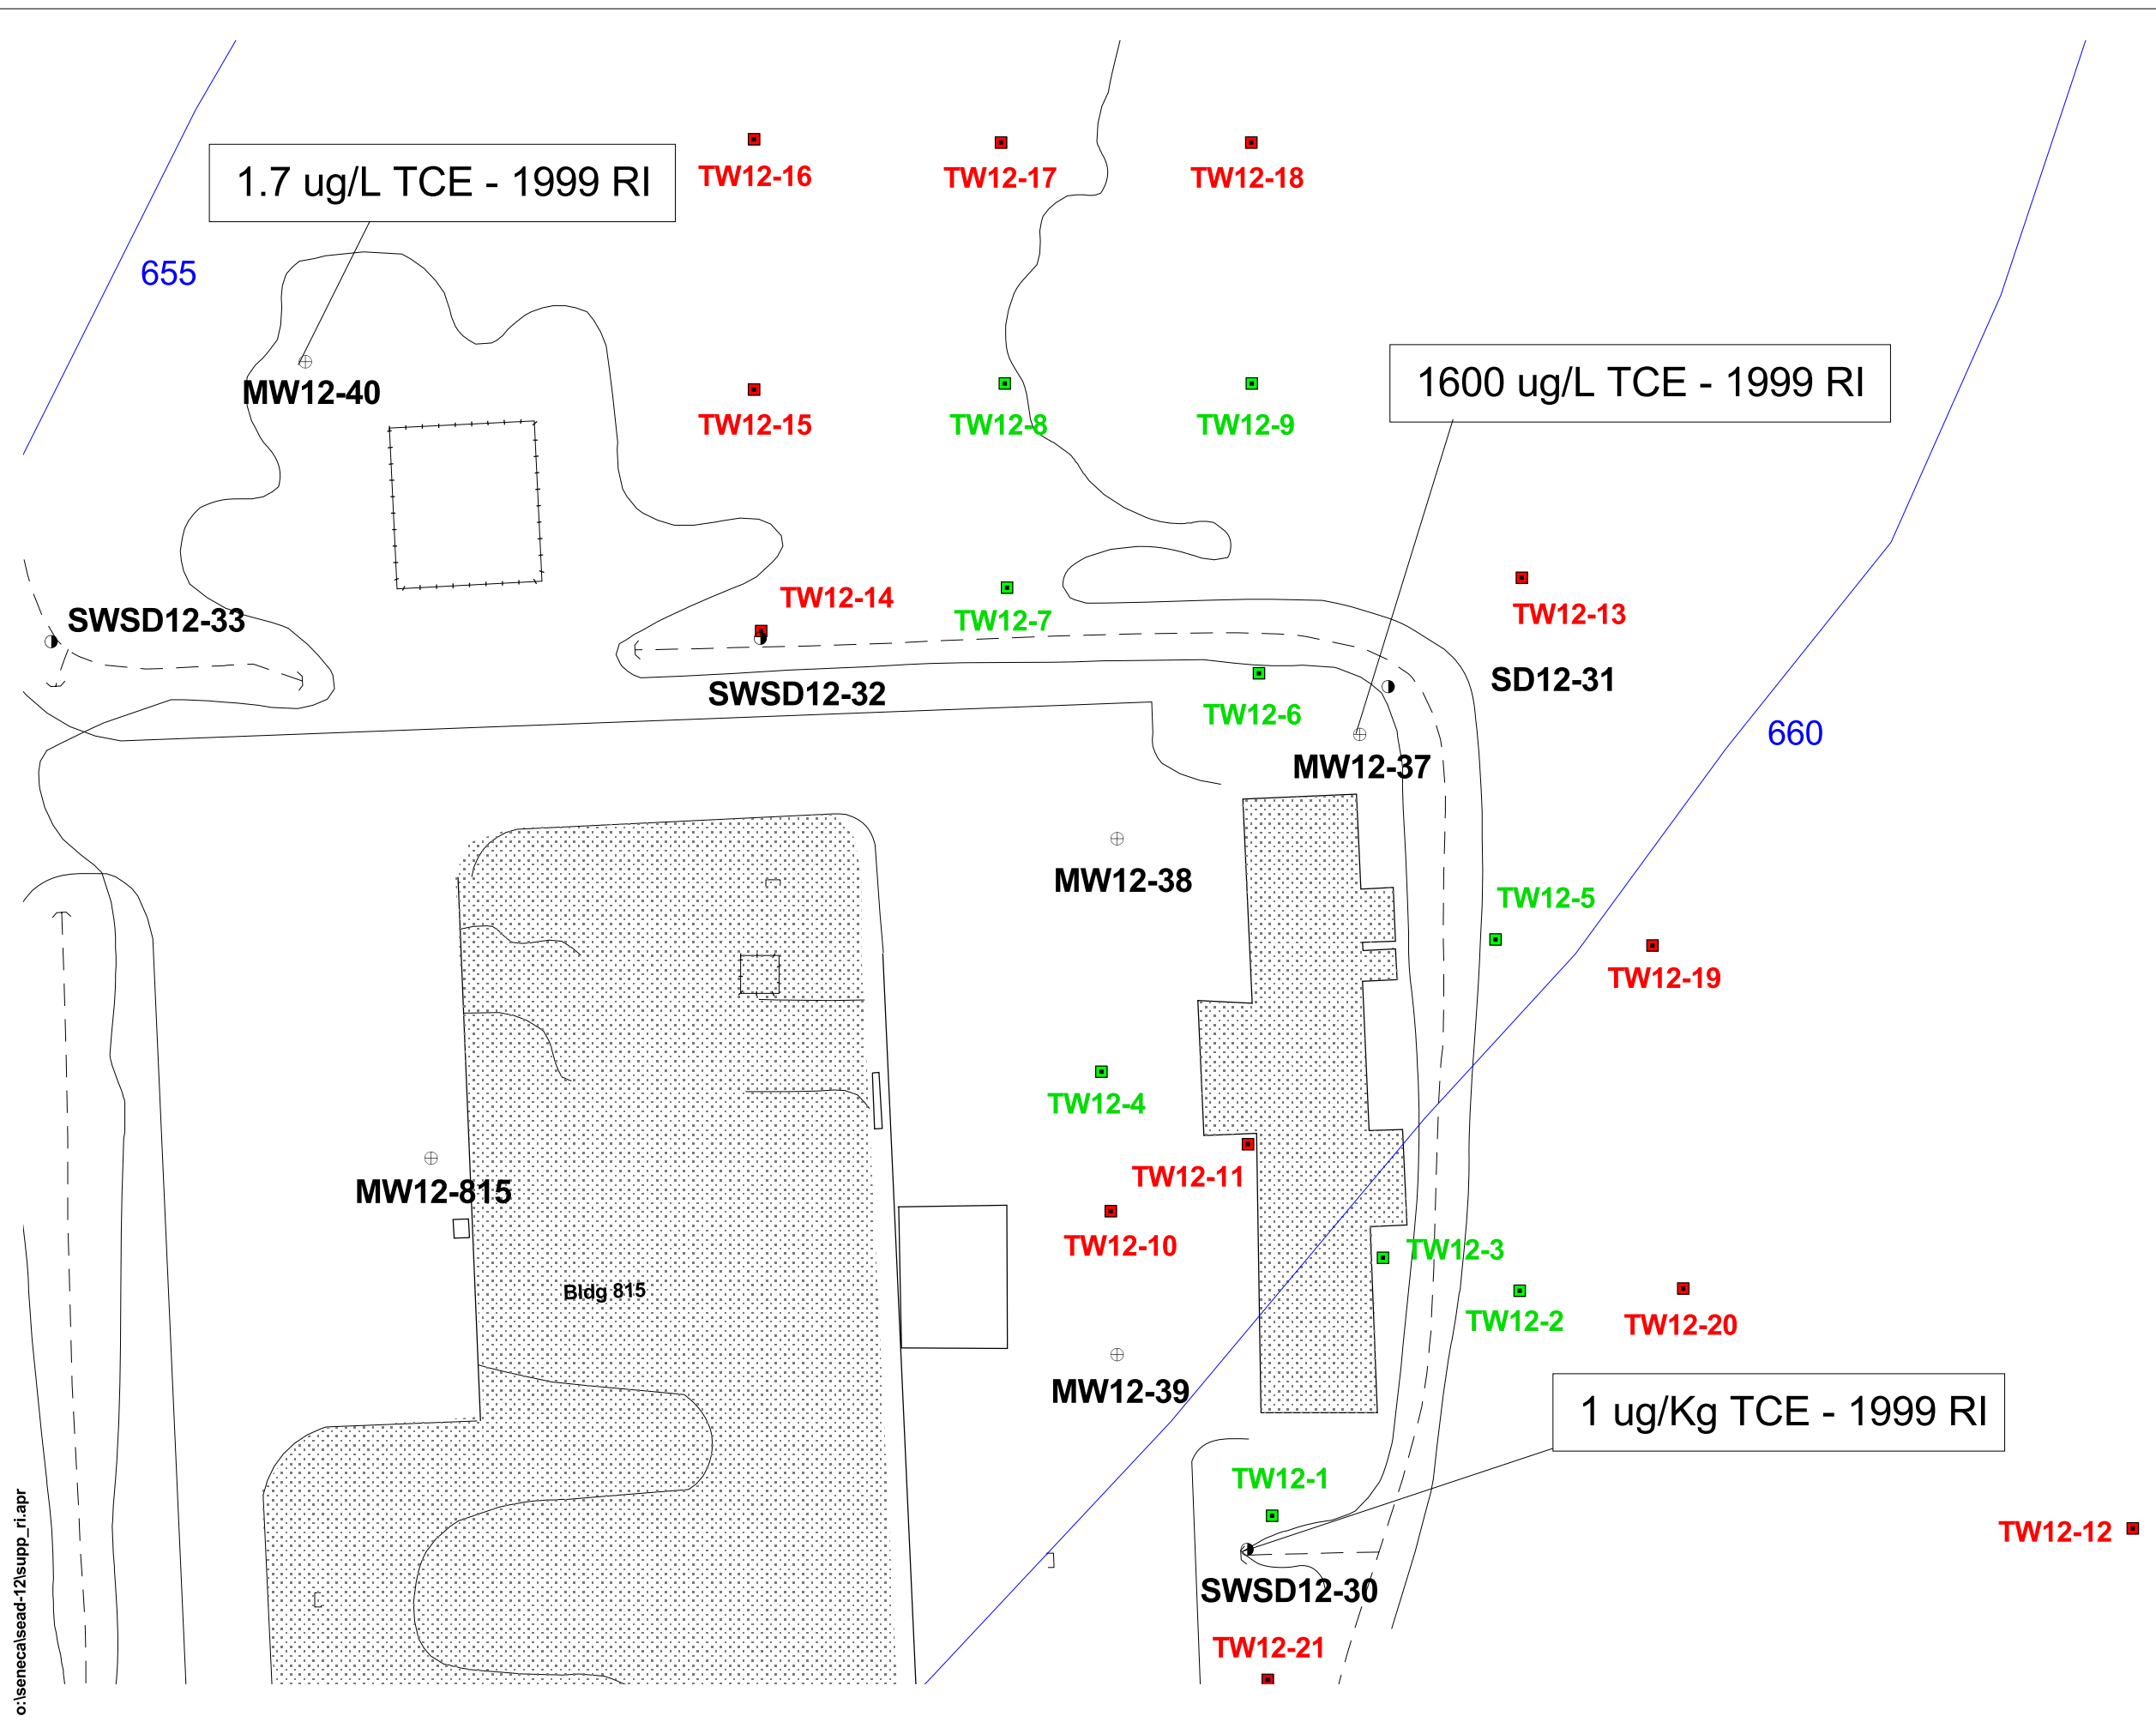 TW12-16
TW12-17
TW12-18
1.7 ug/L TCE - 1999 RI
655
MW12-40
TW12-15
TW12-8
TW12-9
1600 ug/L TCE - 1999 RI
SWSD12-33
TW12-14
TW12-7
TW12-13
SWSD12-32
SD12-31
TW12-6
660
MW12-37
MW12-38
TW12-5
TW12-19
TW12-4
TW12-11
MW12-815
TW12-10
TW12-3
Bldg 815
TW12-2
TW12-20
MW12-39
1 ug/Kg TCE - 1999 RI
TW12-1
TW12-12
SWSD12-30
TW12-21
o:\seneca\sead-12\supp_ri.apr